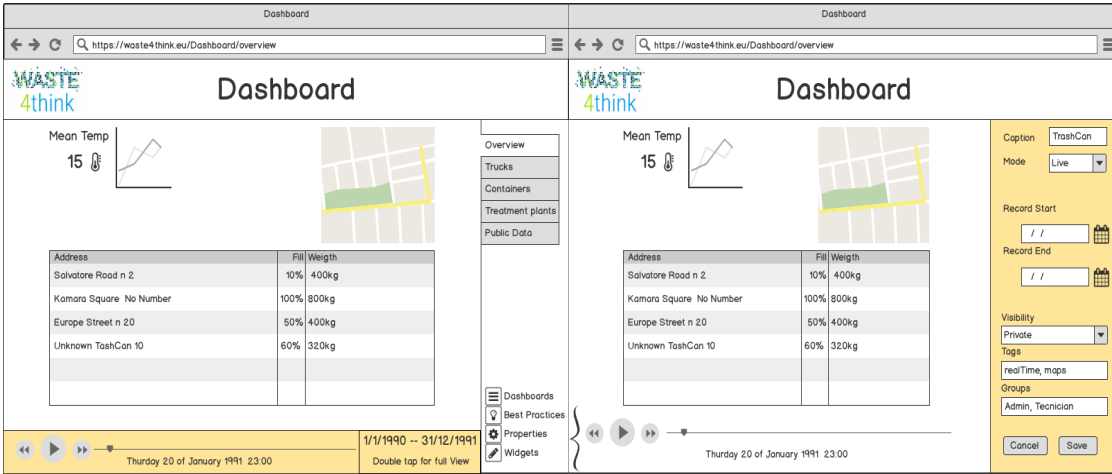 Dashboard
https://waste4think.eu/Dashboard/overview
WASTE
4think
Dashboard
Mean Temp
15
Overview
Trucks
Containers
Treatment plants
Public Data
Address Fill Weigth
Salvatore Road n 2 10% 400kg
Kamara Square No Number 100% 800kg
Europe Street n 20 50% 400kg
Unknown TashCan 10 60% 320kg
Dashboards
Best Practices
Properties
Widgets
Thurday 20 of January 1991 23:00
1/1/1990 -- 31/12/1991
Double tap for full View
Dashboard
https://waste4think.eu/Dashboard/overview
WASTE
4think
Dashboard
Mean Temp
15
Address Fill Weigth
Salvatore Road n 2 10% 400kg
Kamara Square No Number 100% 800kg
Europe Street n 20 50% 400kg
Unknown TashCan 10 60% 320kg
Thurday 20 of January 1991 23:00
Caption TrashCan
Mode Live
Record Start
/ /
Record End
/ /
Visibility
Private
Tags
realTime, maps
Groups
Admin, Tecnician
Cancel Save